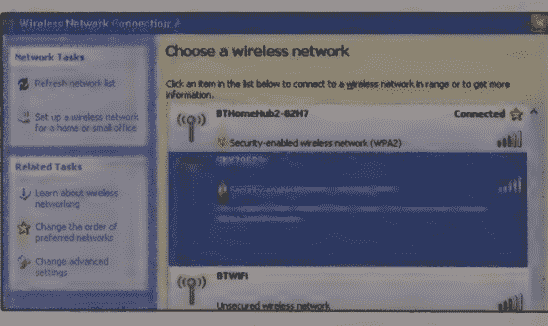 Wireless Network Connection
Network Tasks
Refresh network list
Set up a wireless network
for a home or small office
Related Tasks
Learn about wireless
networking
Change the order of
preferred networks
Change advanced
settings
Choose a wireless network
Click an item in the list below to connect to a wireless network in range or to get more
information.
BTHomeHub2-6ZH7
Connected
Security-enabled wireless network (WPA2)
BTWiFi
Unsecured wireless network